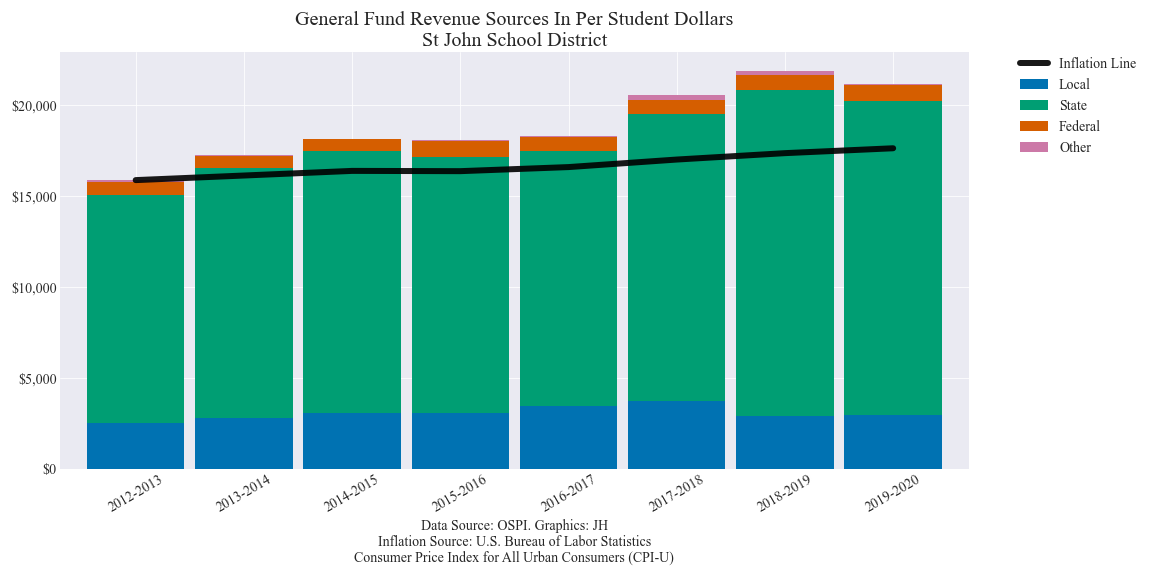 General Fund Revenue Sources In Per Student Dollars
St John School District
Inflation Line
Local
State
Federal
Other
$20,000
$15,000
$10,000
$5,000
$0
2012-2013
2013-2014
2014-2015
2015-2016
2016-2017
2017-2018
2018-2019
2019-2020
Data Source: OSPI. Graphics: JH
Inflation Source: U.S. Bureau of Labor Statistics
Consumer Price Index for All Urban Consumers (CPI-U)